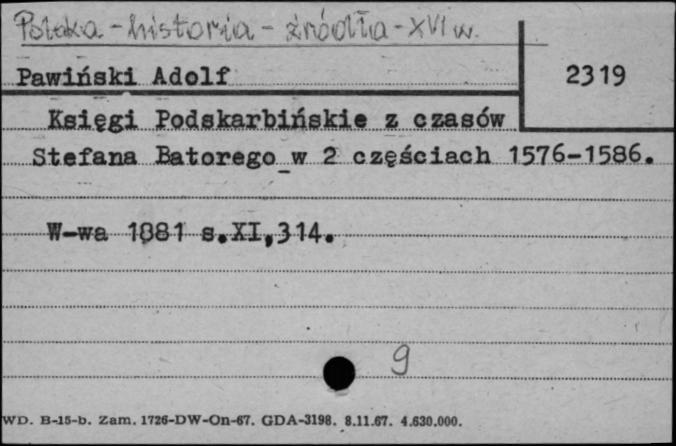 Polska - historia - źródła - XVI w.
Pawiński Adolf
2319
Księgi Podskarbińskie z czasów
Stefana Batorego w 2 częściach 1576-1586.
W-wa 1881 s.XI,314.
9
WD. B-15-b. Zam. 1726-DW-On-67. GDA-3198. 8.11.67. 4.630.000.